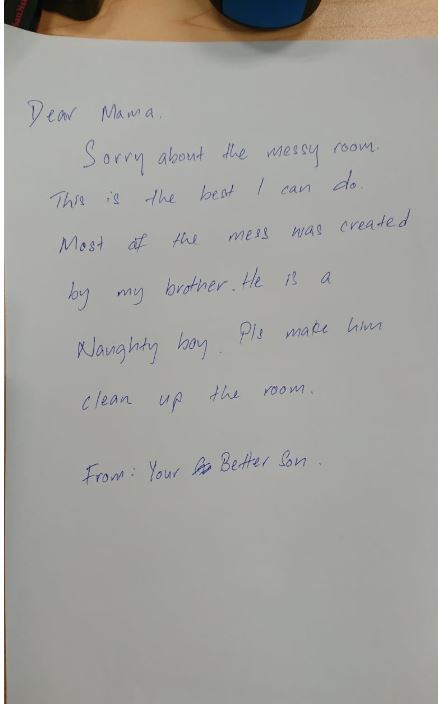 Dear Mama.
Sorry about the messy room.
This is the best I can do.
Most of the mess was created
by my brother. He is a
Naughty boy. Pls make him
clean up the room.
From: Your Better Son.